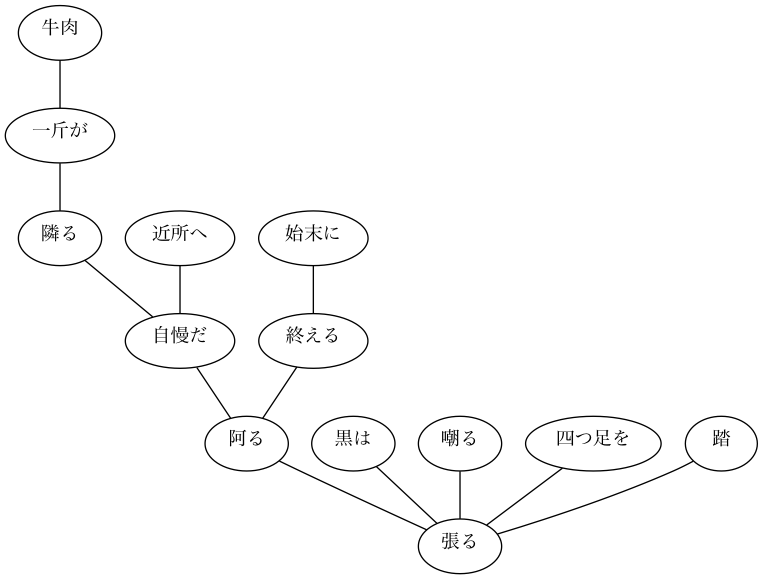 牛肉
一斤が
隣る
近所へ
始末に
自慢だ
終える
阿る
黒は
嘲る
四つ足を
踏
張る